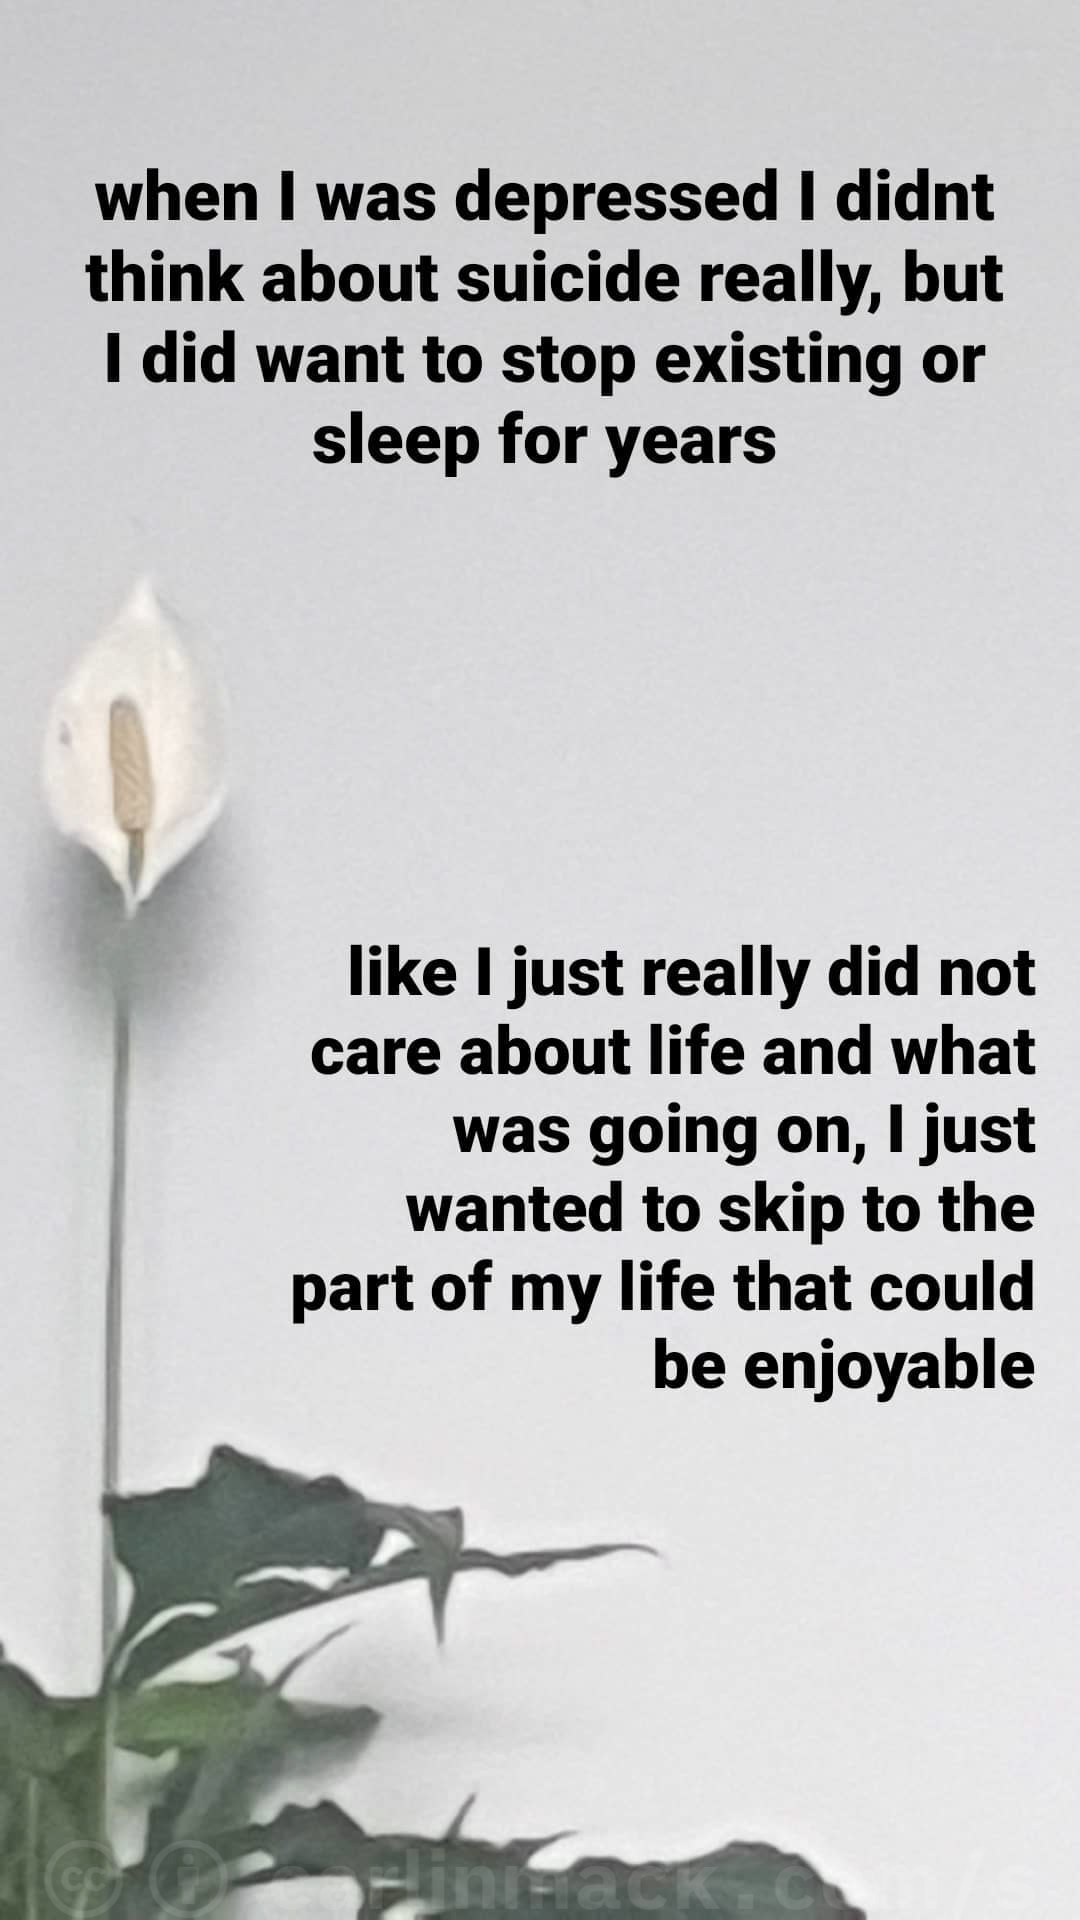 when I was depressed I didnt
think about suicide really, but
I did want to stop existing or
sleep for years
like I just really did not
care about life and what
was going on, I just
wanted to skip to the
part of my life that could
be enjoyable